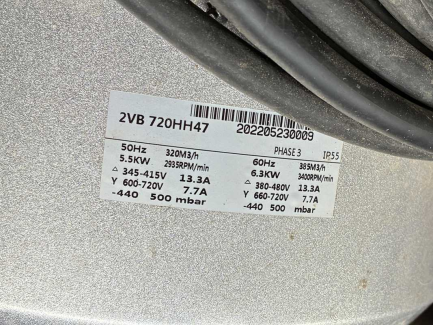 2VB 720HH47 202205230009
PHASE 3 IP55
50Hz 320M3/h 60Hz 385M3/h
5.5KW 2935RPM/min 6.3KW 3400RPM/min
△ 345-415V 13.3A △ 380-480V 13.3A
Y 600-720V 7.7A Y 660-720V 7.7A
-440 500 mbar -440 500 mbar